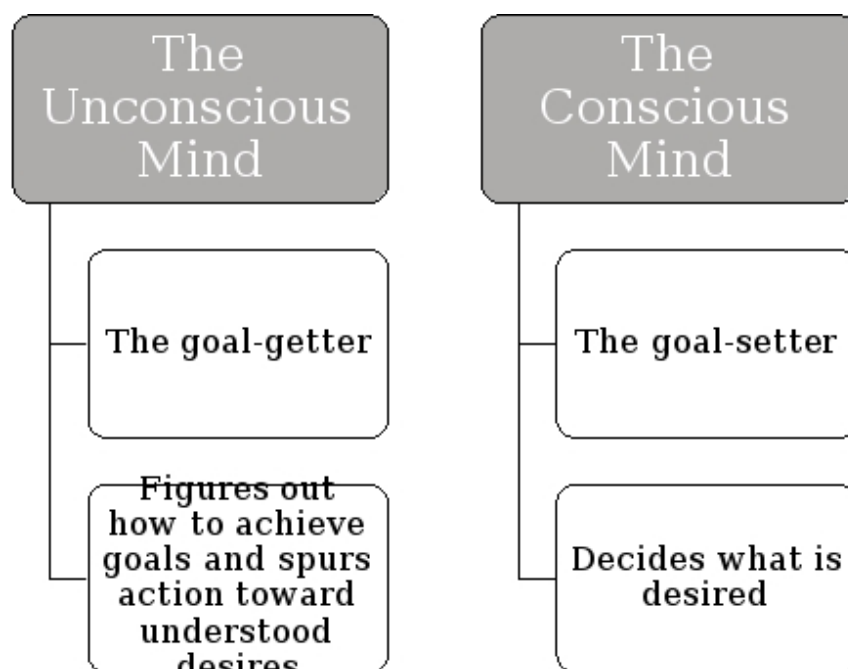 The
Unconscious
Mind
The goal-getter
Figures out
how to achieve
goals and spurs
action toward
understood
desires
The
Conscious
Mind
The goal-setter
Decides what is
desired